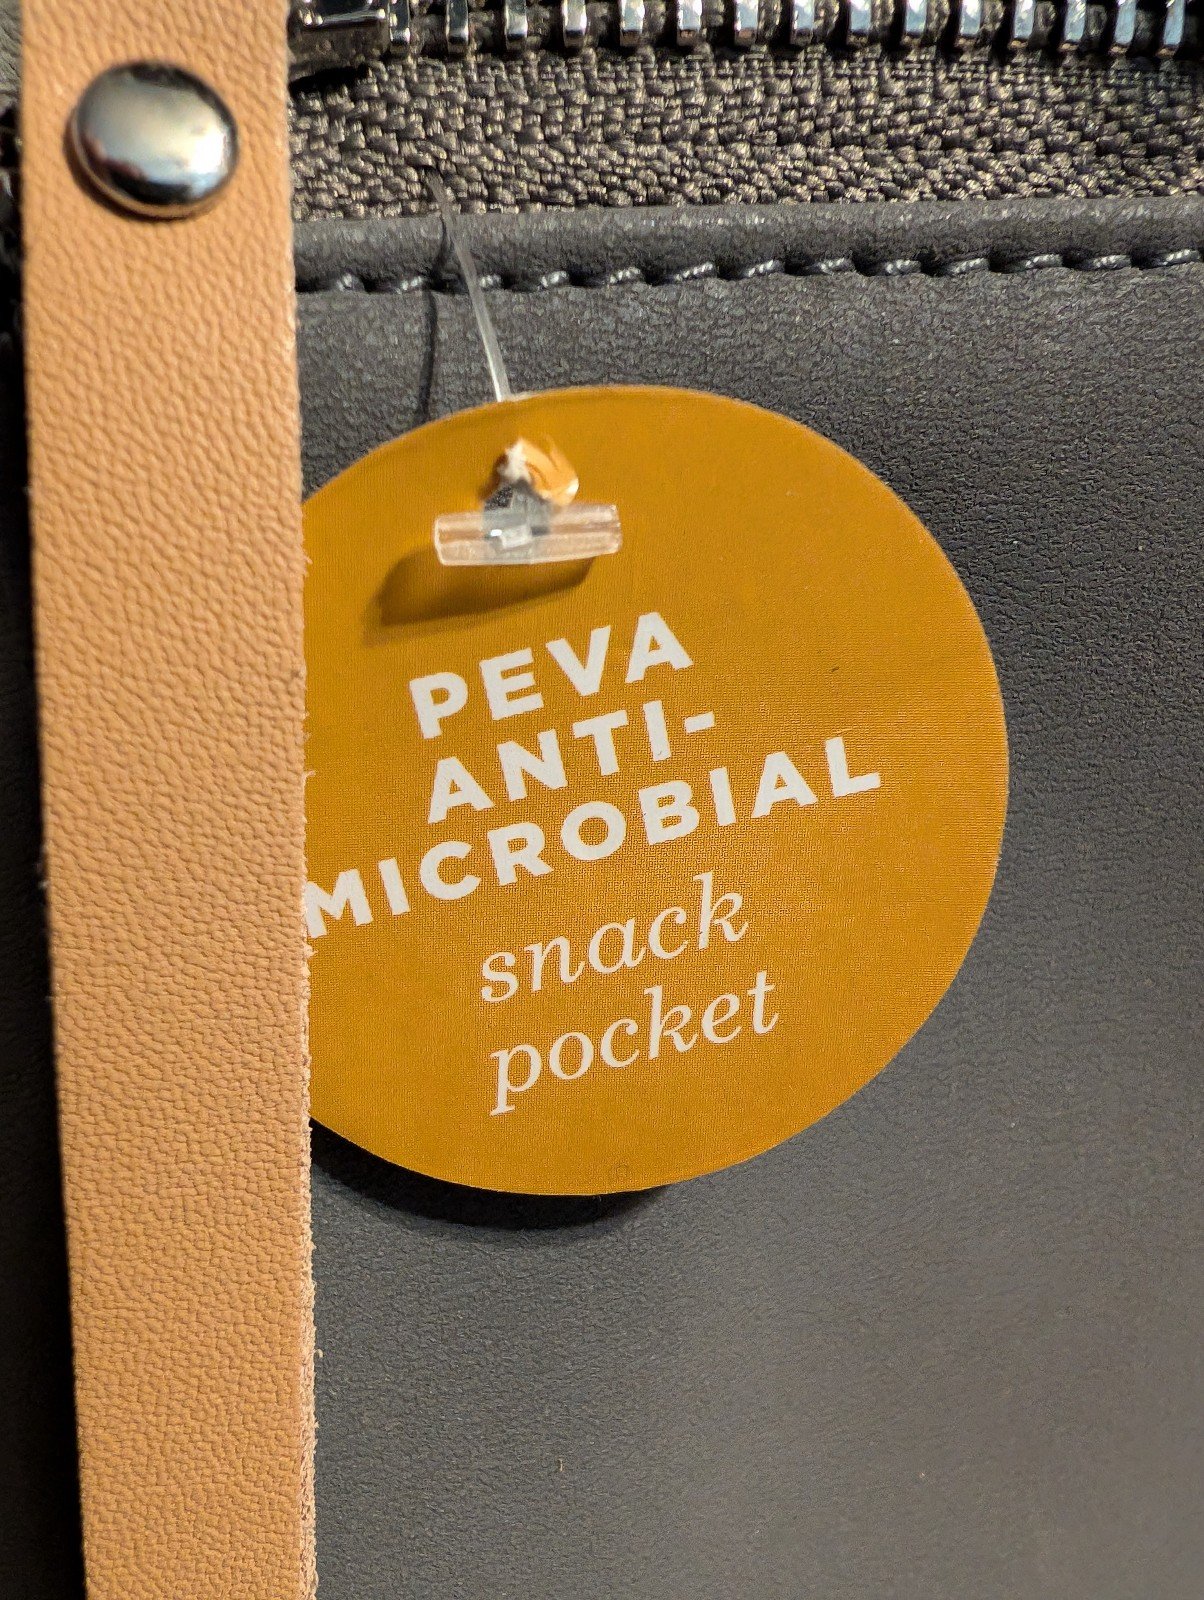 PEVA
ANTI-
MICROBIAL
snack
pocket